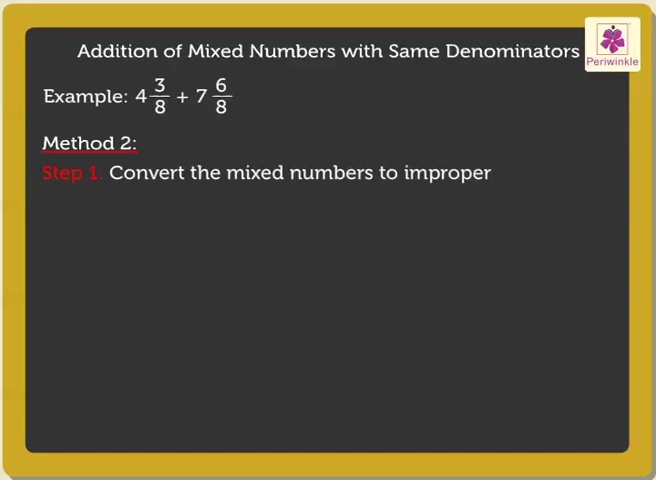 Addition of Mixed Numbers with Same Denominators
Periwinkle
Example: 4 3/8 + 7 6/8
Method 2:
Step 1: Convert the mixed numbers to improper